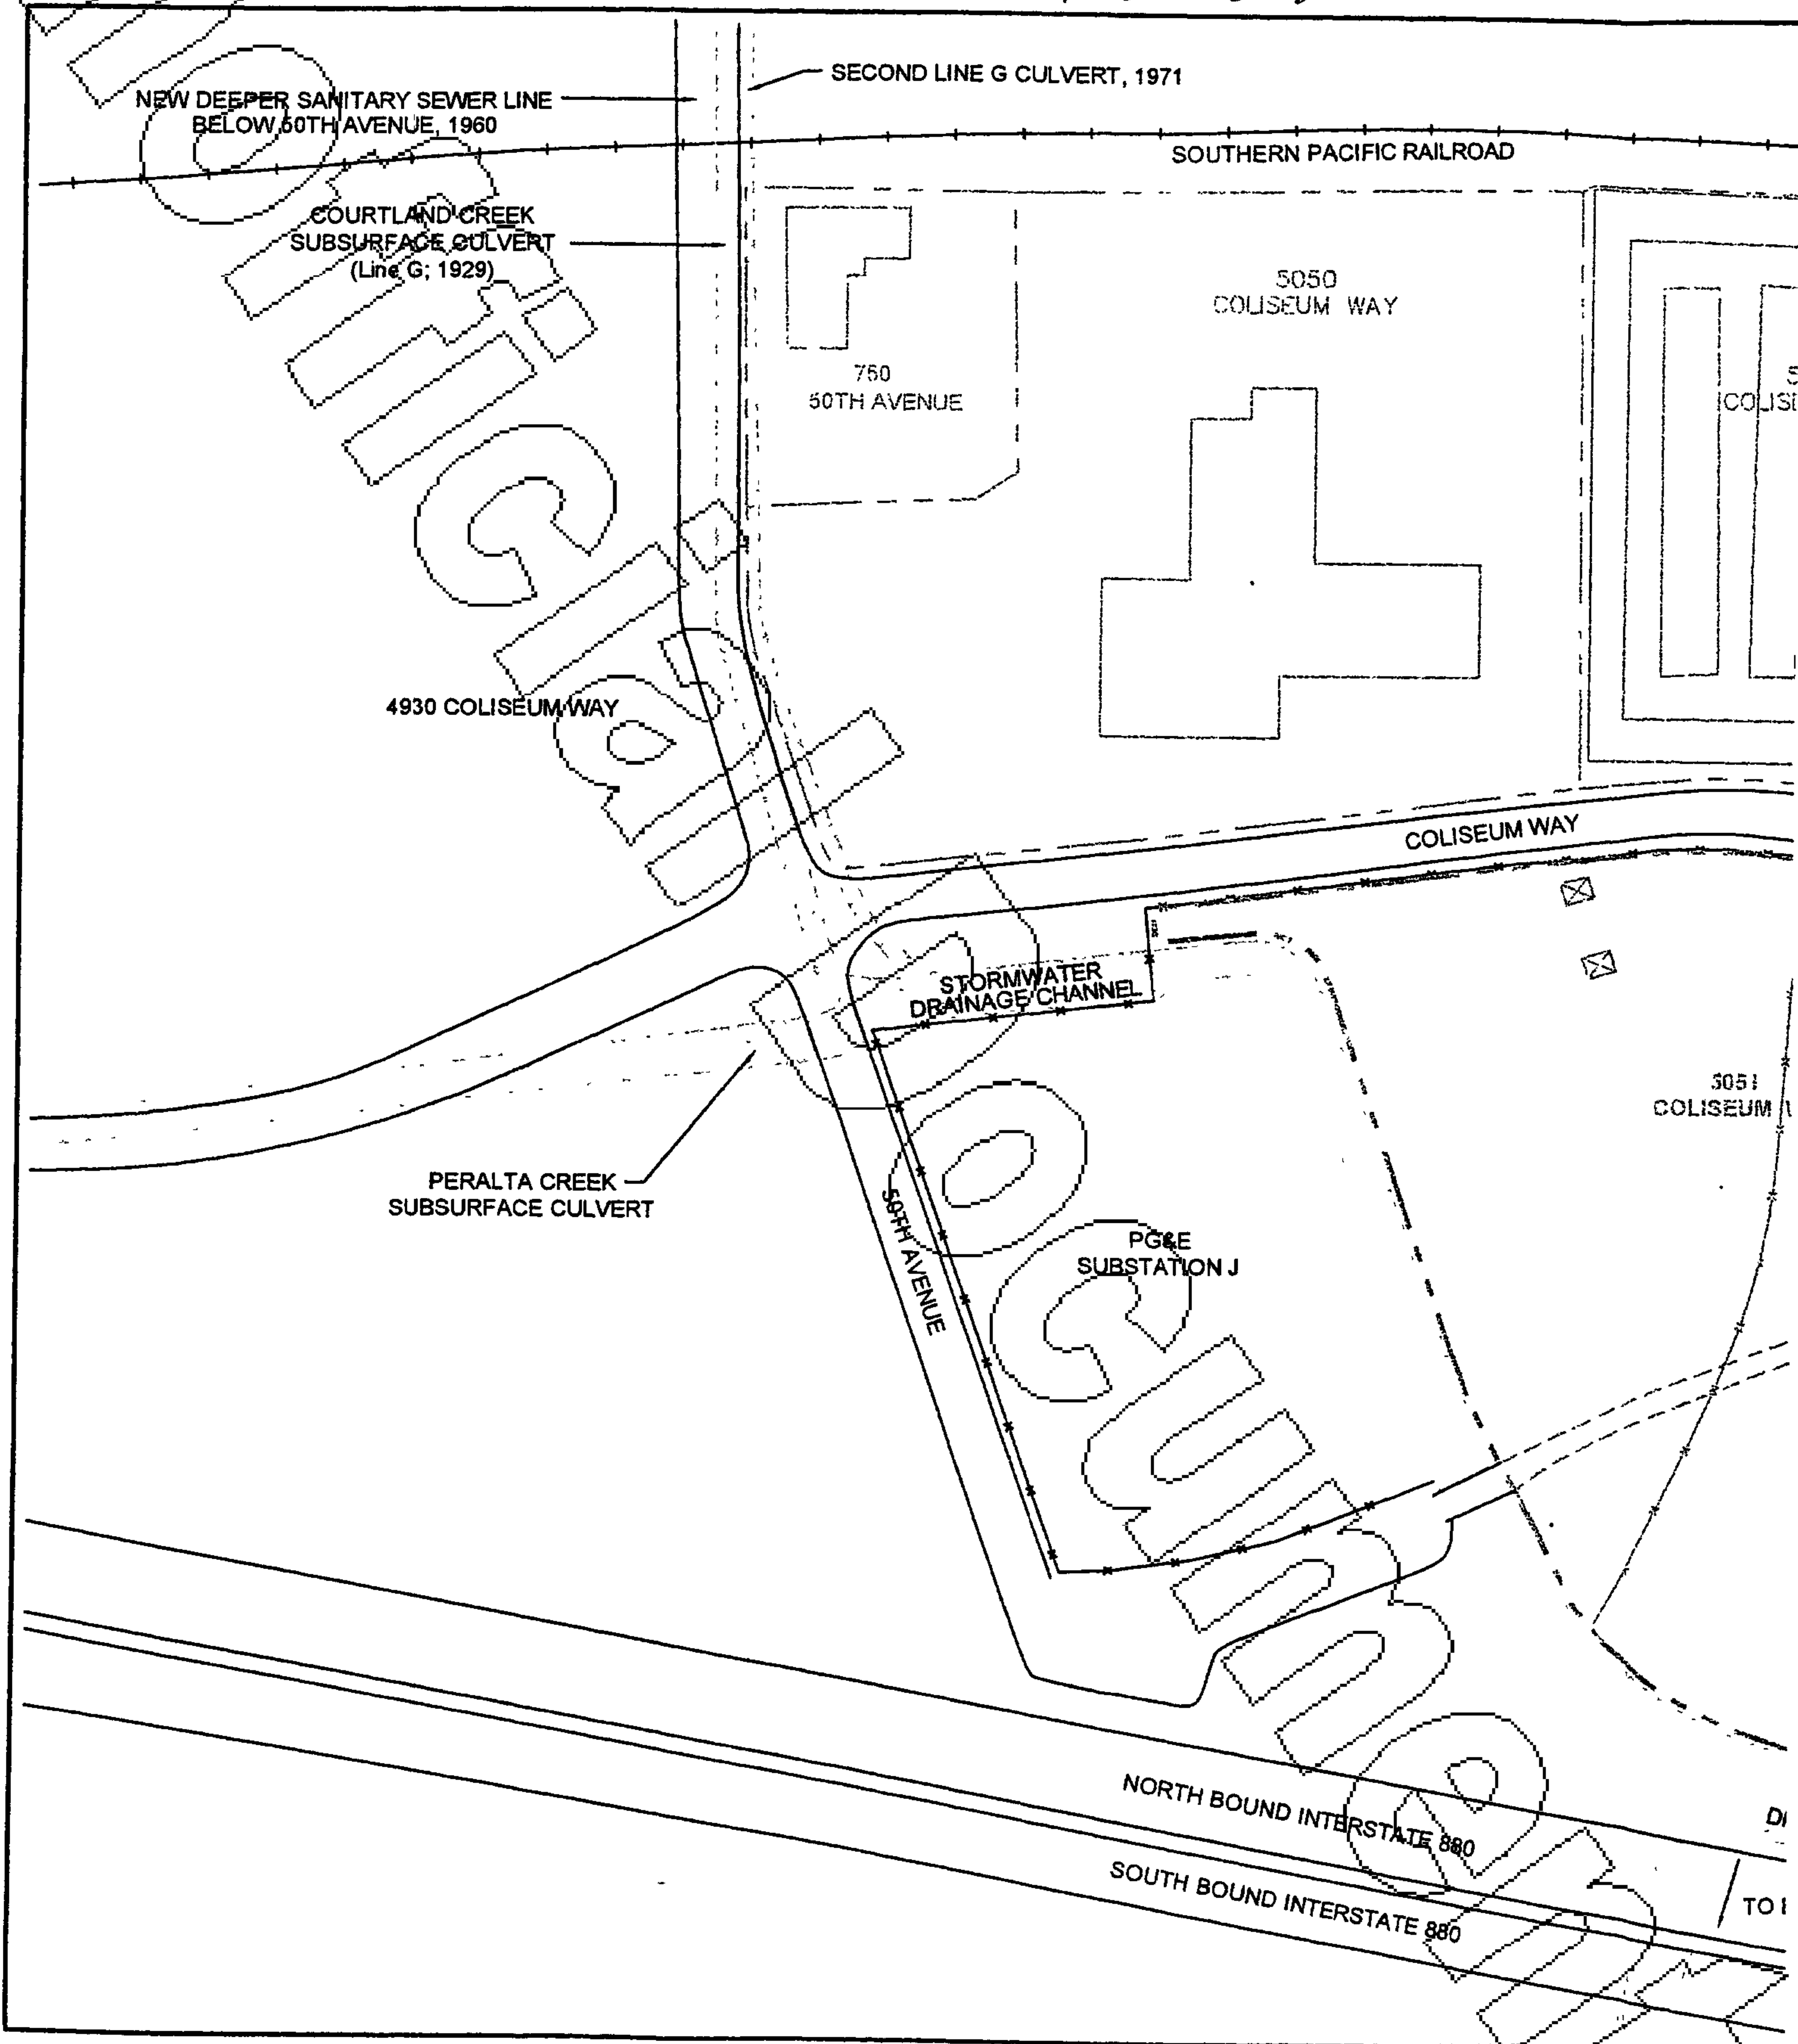 SECOND LINE G CULVERT, 1971
NEW DEEPER SANITARY SEWER LINE
BELOW 50TH AVENUE, 1960
SOUTHERN PACIFIC RAILROAD
COURTLAND CREEK
SUBSURFACE CULVERT
(Line G; 1929)
5050
COLISEUM WAY
750
50TH AVENUE
COLISE
4930 COLISEUM WAY
COLISEUM WAY
STORMWATER
DRAINAGE CHANNEL
5051
COLISEUM
PERALTA CREEK
SUBSURFACE CULVERT
50TH AVENUE
PG&E
SUBSTATION J
NORTH BOUND INTERSTATE 880
SOUTH BOUND INTERSTATE 880
TO
Unofficial Document